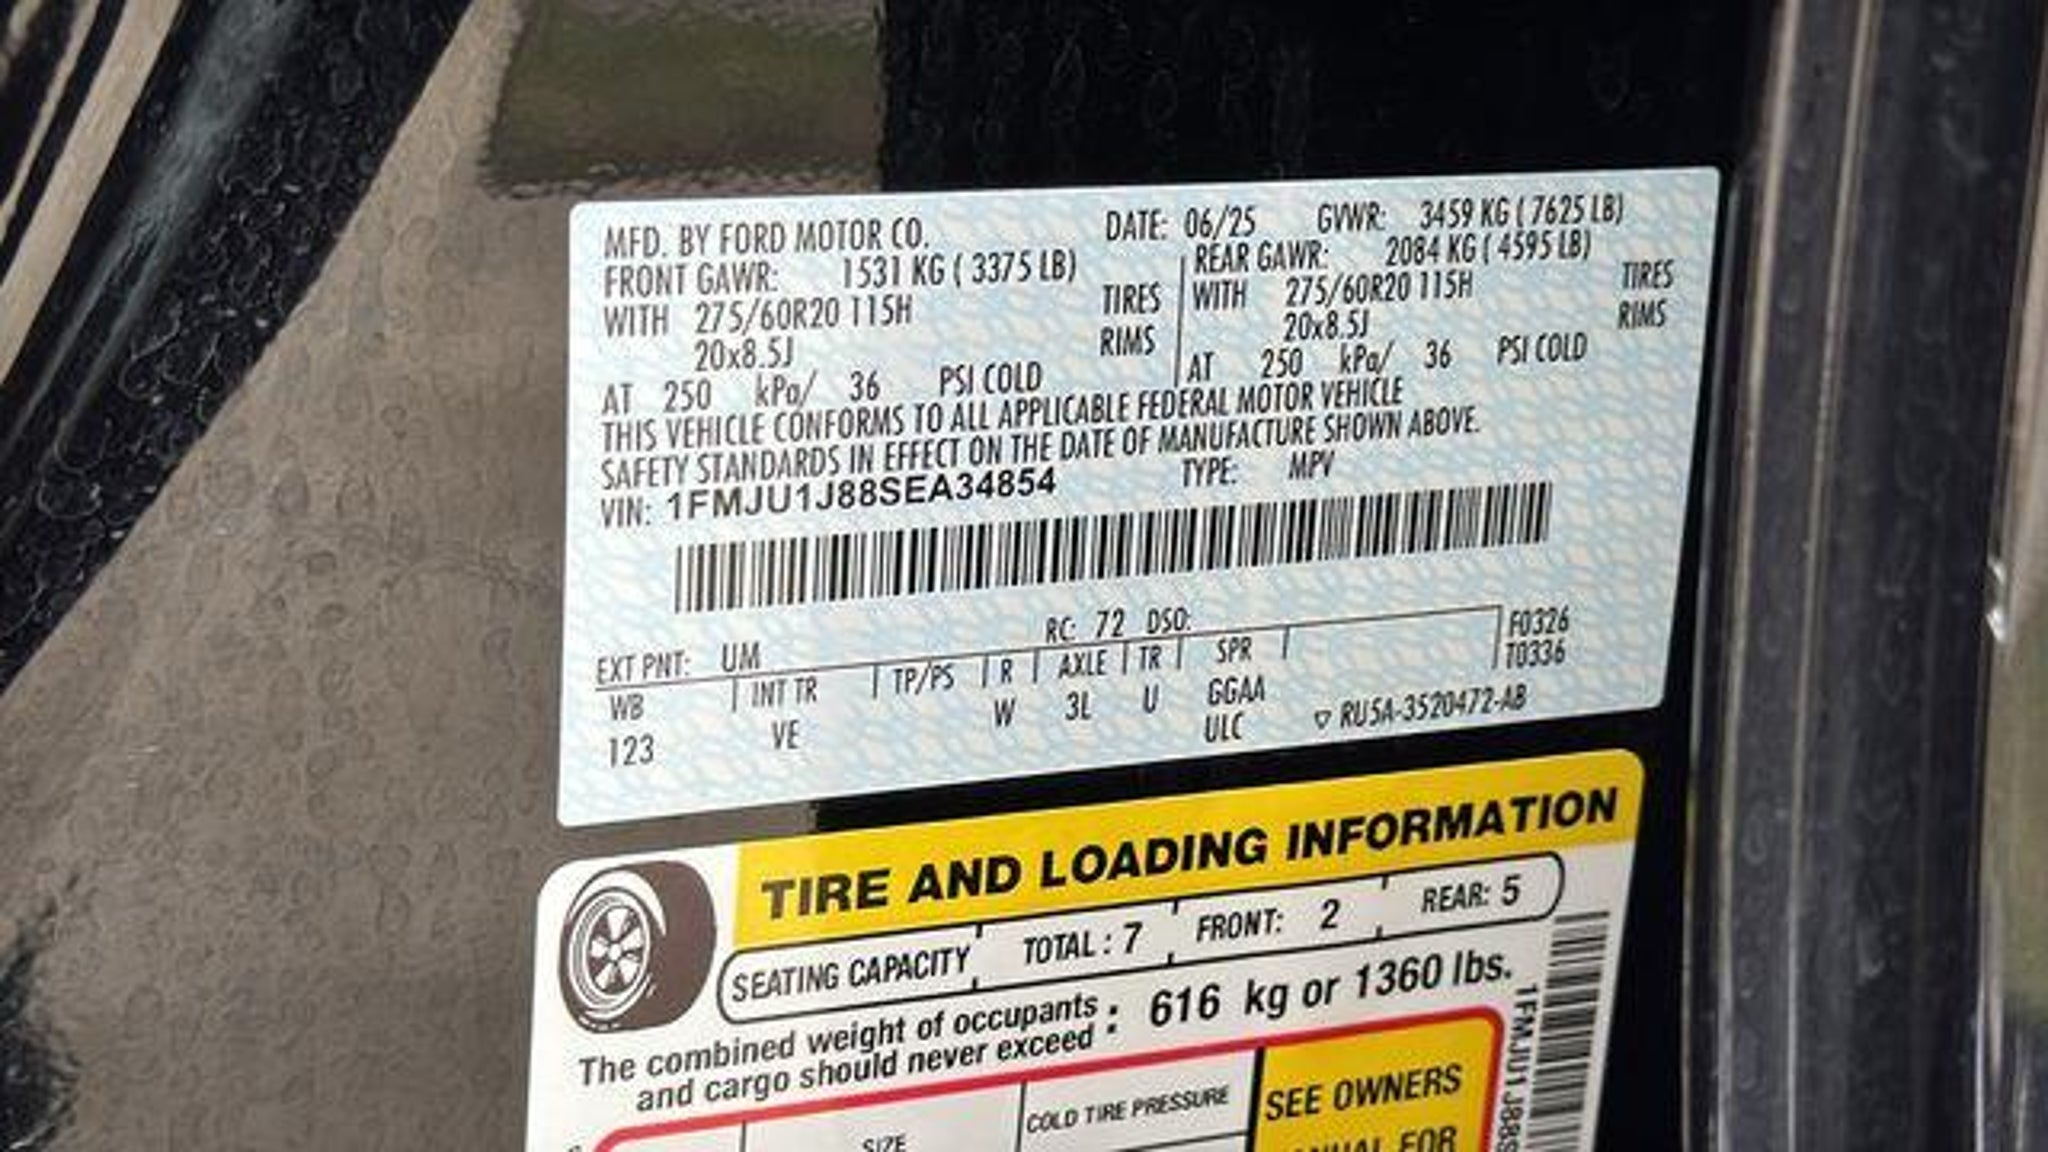 MFD. BY FORD MOTOR CO. DATE: 06/25 GVWR: 3459 KG ( 7625 LB)
FRONT GAWR: 1531 KG ( 3375 LB) REAR GAWR: 2084 KG ( 4595 LB)
WITH 275/60R20 115H TIRES WITH 275/60R20 115H TIRES
20x8.5J RIMS 20x8.5J RIMS
AT 250 kPa/ 36 PSI COLD AT 250 kPa/ 36 PSI COLD
THIS VEHICLE CONFORMS TO ALL APPLICABLE FEDERAL MOTOR VEHICLE
SAFETY STANDARDS IN EFFECT ON THE DATE OF MANUFACTURE SHOWN ABOVE.
VIN: 1FMJU1J88SEA34854 TYPE: MPV
EXT PNT: UM RC: 72 DSO: F0326
WB INT TR TP/PS R AXLE TR SPR T0336
123 VE W 3L U GGAA
ULC ▽ RU5A-3520472-AB
TIRE AND LOADING INFORMATION
SEATING CAPACITY TOTAL : 7 FRONT: 2 REAR: 5
The combined weight of occupants
and cargo should never exceed : 616 kg or 1360 lbs.
SIZE COLD TIRE PRESSURE SEE OWNERS
FOR
1FMJU1J88S